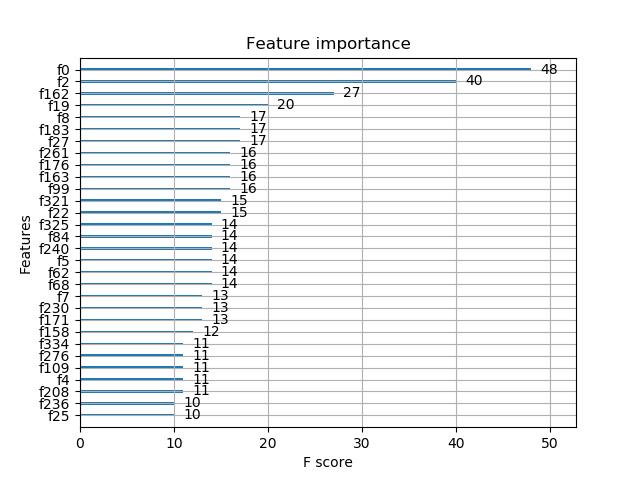 Feature importance
f0 48
f2 40
f162 27
f19 20
f8 17
f183 17
f27 17
f261 16
f176 16
f163 16
f99 16
f321 15
f22 15
f325 14
f84 14
f240 14
f5 14
f62 14
f68 14
f7 13
f230 13
f171 13
f158 12
f334 11
f276 11
f109 11
f4 11
f208 11
f236 10
f25 10
Features
0 10 20 30 40 50
F score